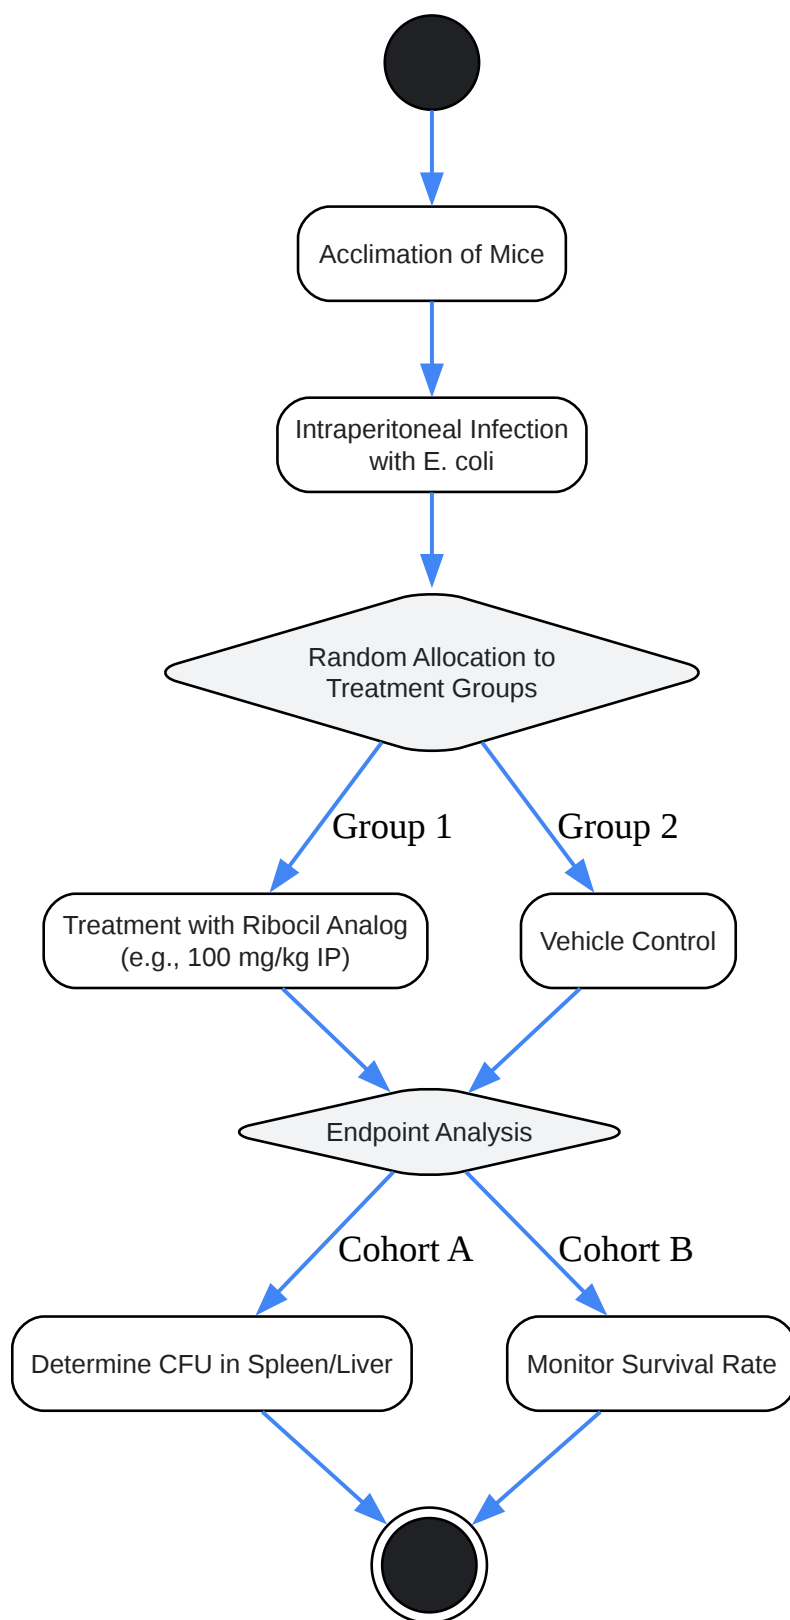 Acclimation of Mice
Intraperitoneal Infection
with E. coli
Random Allocation to
Treatment Groups
Group 1
Group 2
Treatment with Ribocil Analog
(e.g., 100 mg/kg IP)
Vehicle Control
Endpoint Analysis
Cohort A
Cohort B
Determine CFU in Spleen/Liver
Monitor Survival Rate